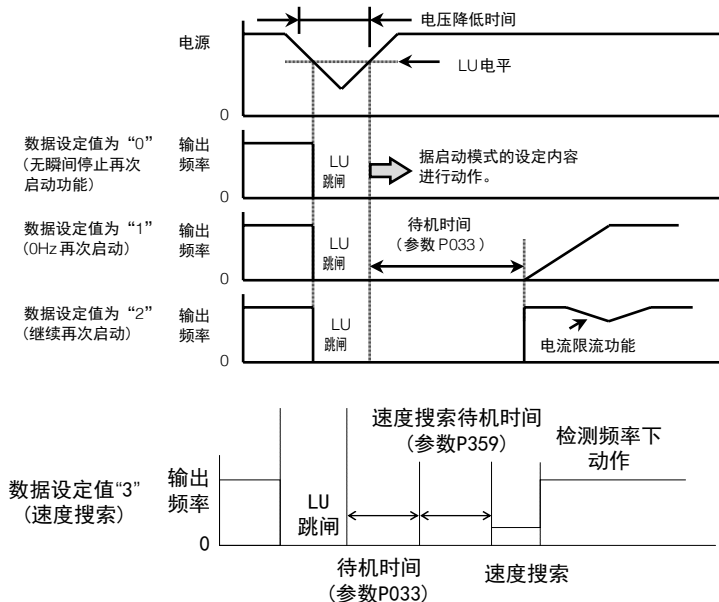 电压降低时间
电源
LU电平
0
数据设定值为“0”
(无瞬间停止再次
启动功能)
输出
频率
LU
跳闸
据启动模式的设定内容
进行动作。
0
数据设定值为“1”
(0Hz再次启动)
输出
频率
LU
跳闸
待机时间
(参数P033)
0
数据设定值为“2”
(继续再次启动)
输出
频率
LU
跳闸
电流限流功能
0
速度搜索待机时间
(参数P359)
检测频率下
动作
数据设定值“3”
(速度搜索)
输出
频率
LU
跳闸
0
待机时间
(参数P033)
速度搜索